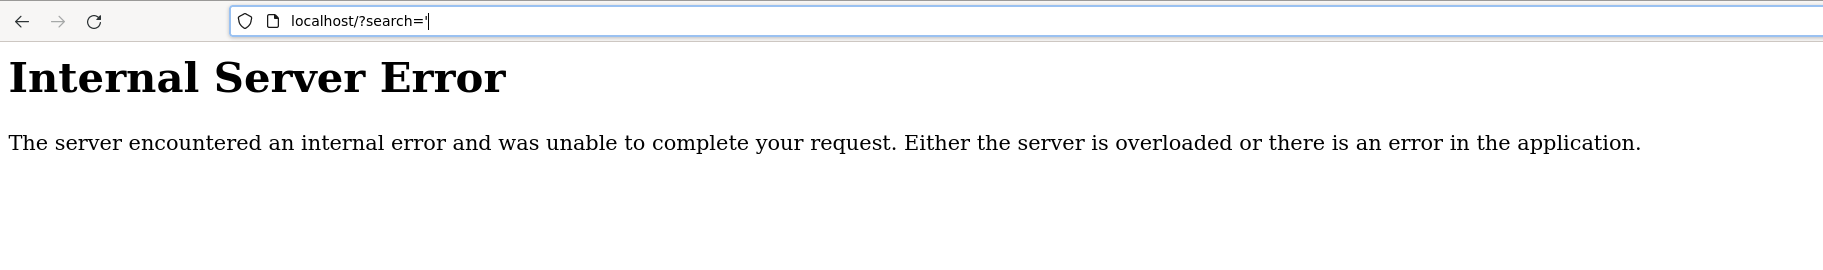 localhost/?search='
Internal Server Error
The server encountered an internal error and was unable to complete your request. Either the server is overloaded or there is an error in the application.